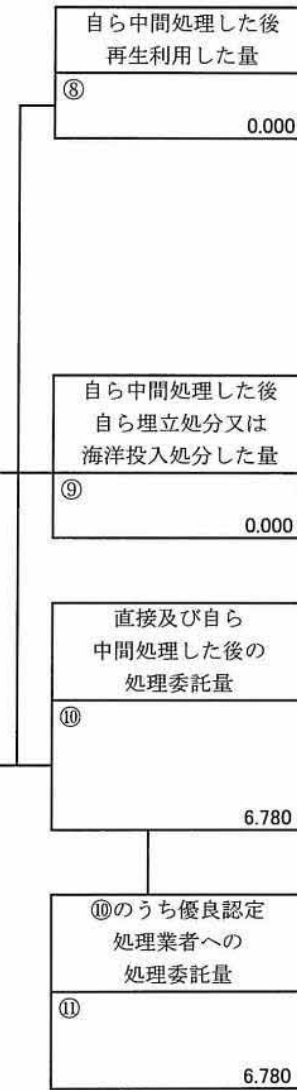 自ら中間処理した後
再生利用した量
⑧
0.000
自ら中間処理した後
自ら埋立処分又は
海洋投入処分した量
⑨
0.000
直接及び自ら
中間処理した後の
処理委託量
⑩
6.780
⑩のうち優良認定
処理業者への
処理委託量
⑪
6.780